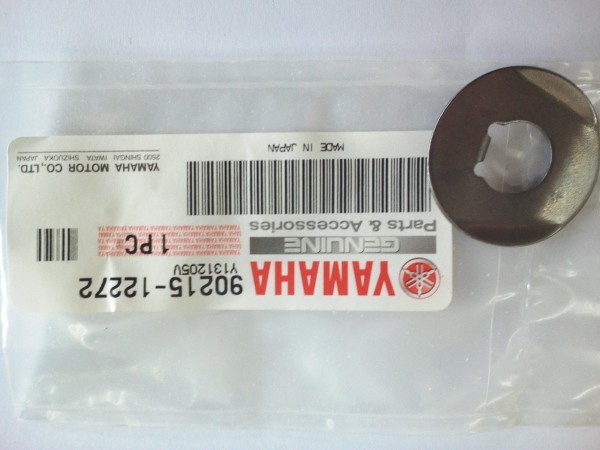 YAMAHA 90215-12272
Y131205V
GENUINE
Parts & Accessories
1 PC
MADE IN JAPAN
YAMAHA MOTOR CO.,LTD.
2500 SHINGAI IWATA SHIZUOKA JAPAN